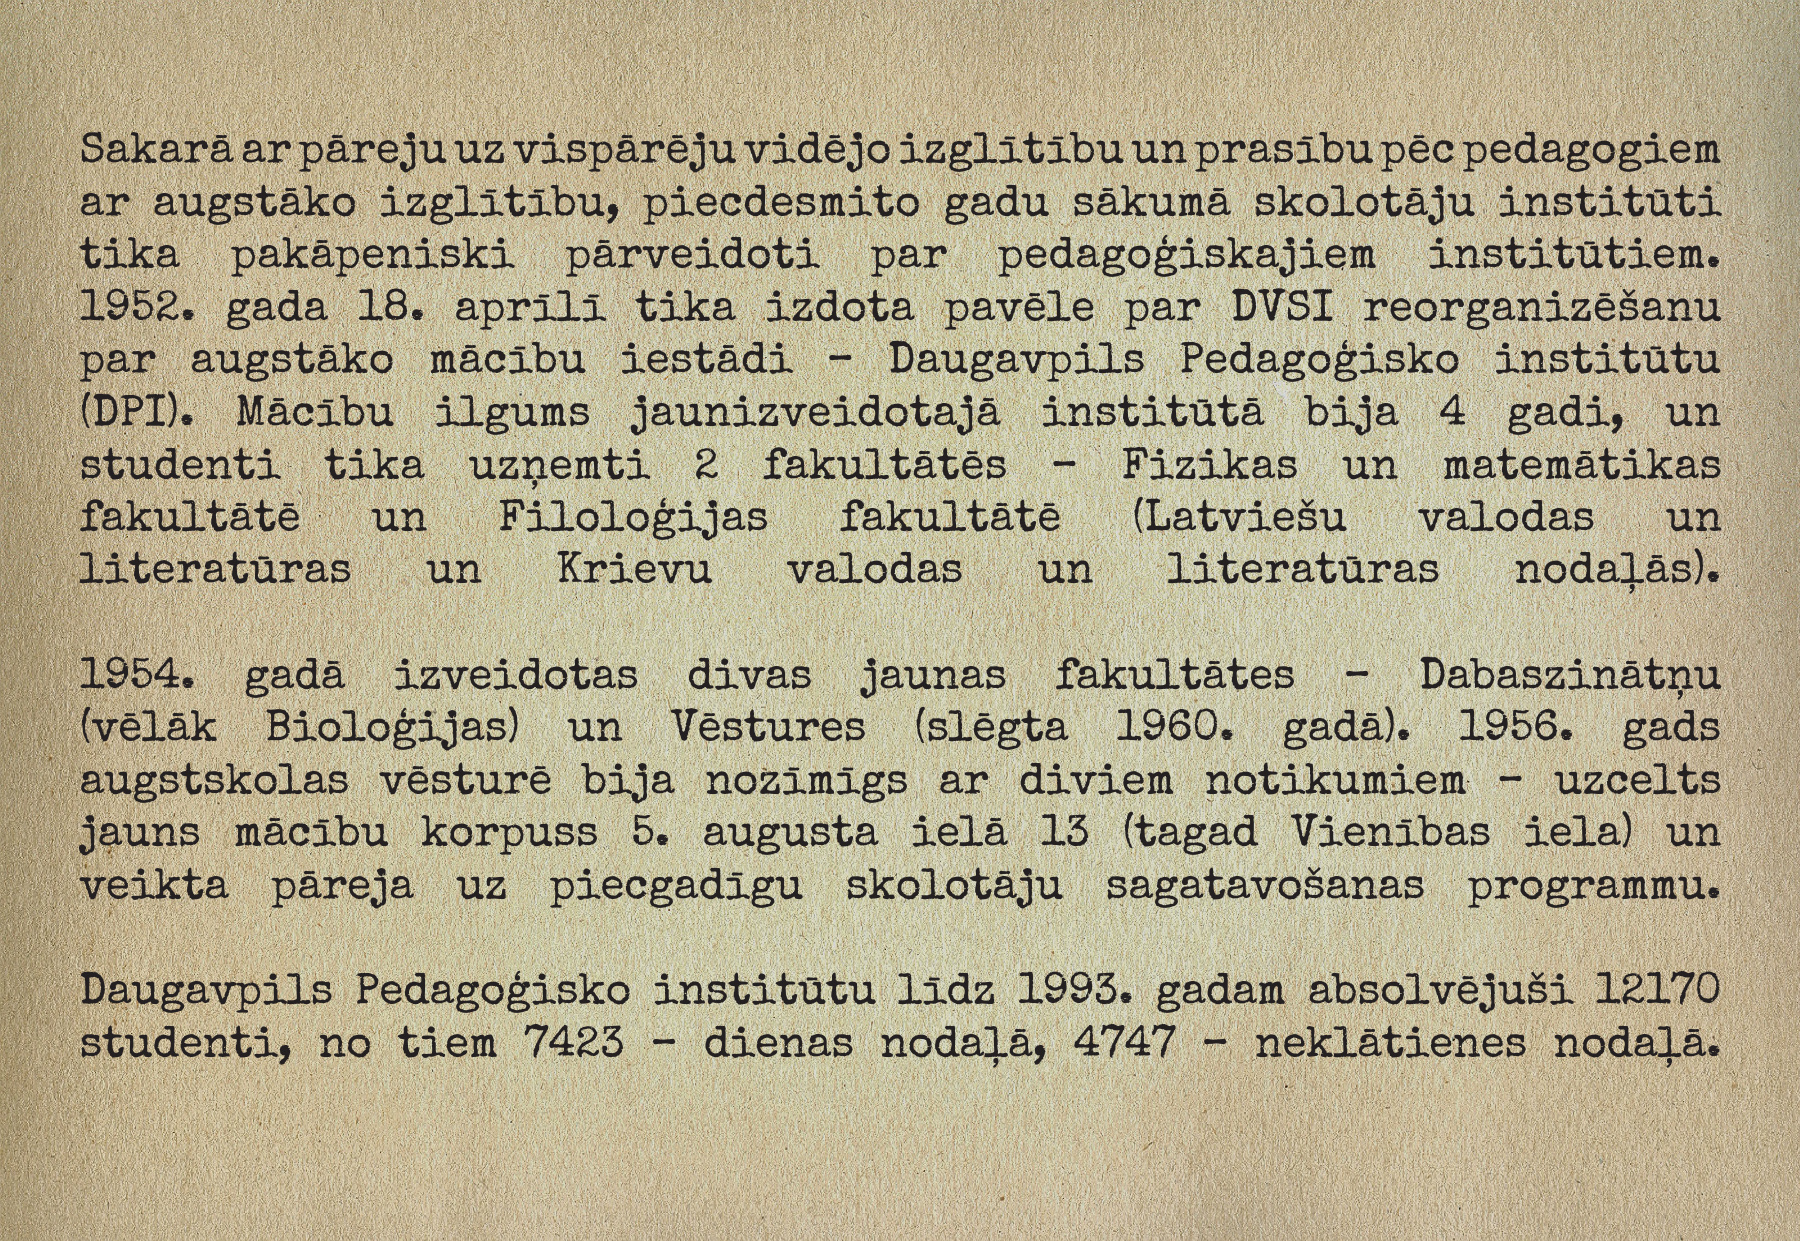 Sakarā ar pāreju uz vispārēju vidējo izglītību un prasību pēc pedagogiem
ar augstāko izglītību, piecdesmito gadu sākumā skolotāju institūti
tika pakāpeniski pārveidoti par pedagoģiskajiem institūtiem.
1952. gada 18. aprīlī tika izdota pavēle par DVSI reorganizēšanu
par augstāko mācību iestādi – Daugavpils Pedagoģisko institūtu
(DPI). Mācību ilgums jaunizveidotajā institūtā bija 4 gadi, un
studenti tika uzņemti 2 fakultātēs – Fizikas un matemātikas
fakultātē un Filoloģijas fakultātē (Latviešu valodas un
literatūras un Krievu valodas un literatūras nodaļās).
1954. gadā izveidotas divas jaunas fakultātes – Dabaszinātņu
(vēlāk Bioloģijas) un Vēstures (slēgta 1960. gadā). 1956. gads
augstskolas vēsturē bija nozīmīgs ar diviem notikumiem – uzcelts
jauns mācību korpuss 5. augusta ielā 13 (tagad Vienības iela) un
veikta pāreja uz piecgadīgu skolotāju sagatavošanas programmu.
Daugavpils Pedagoģisko institūtu līdz 1993. gadam absolvējuši 12170
studenti, no tiem 7423 – dienas nodaļā, 4747 – neklātienes nodaļā.